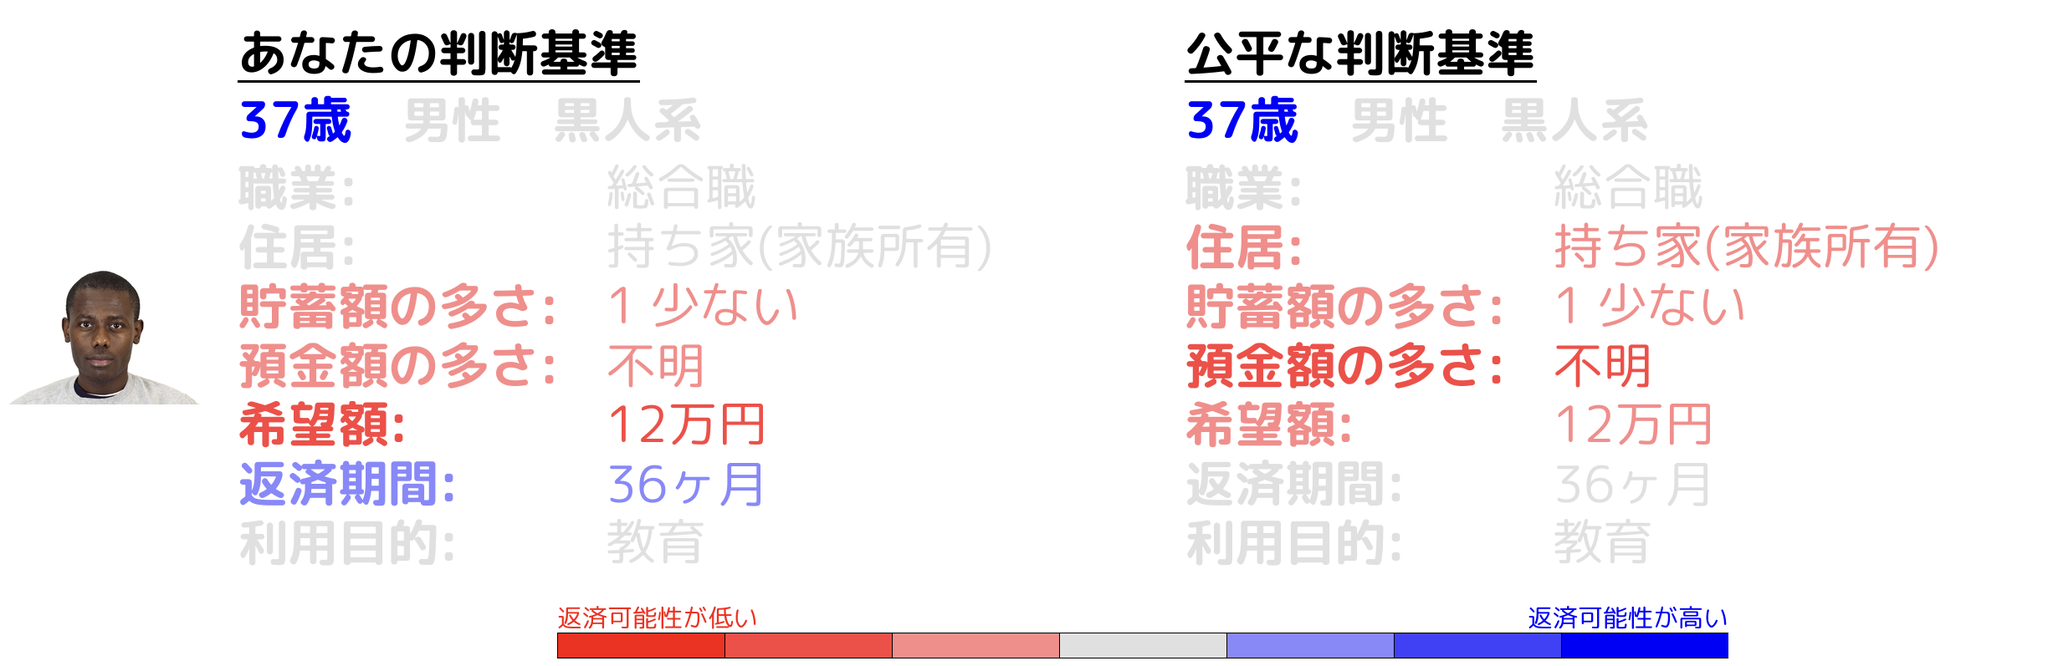 あなたの判断基準
37歳 男性 黒人系
職業: 総合職
住居: 持ち家(家族所有)
貯蓄額の多さ: 1 少ない
預金額の多さ: 不明
希望額: 12万円
返済期間: 36ヶ月
利用目的: 教育
公平な判断基準
37歳 男性 黒人系
職業: 総合職
住居: 持ち家(家族所有)
貯蓄額の多さ: 1 少ない
預金額の多さ: 不明
希望額: 12万円
返済期間: 36ヶ月
利用目的: 教育
返済可能性が低い
返済可能性が高い